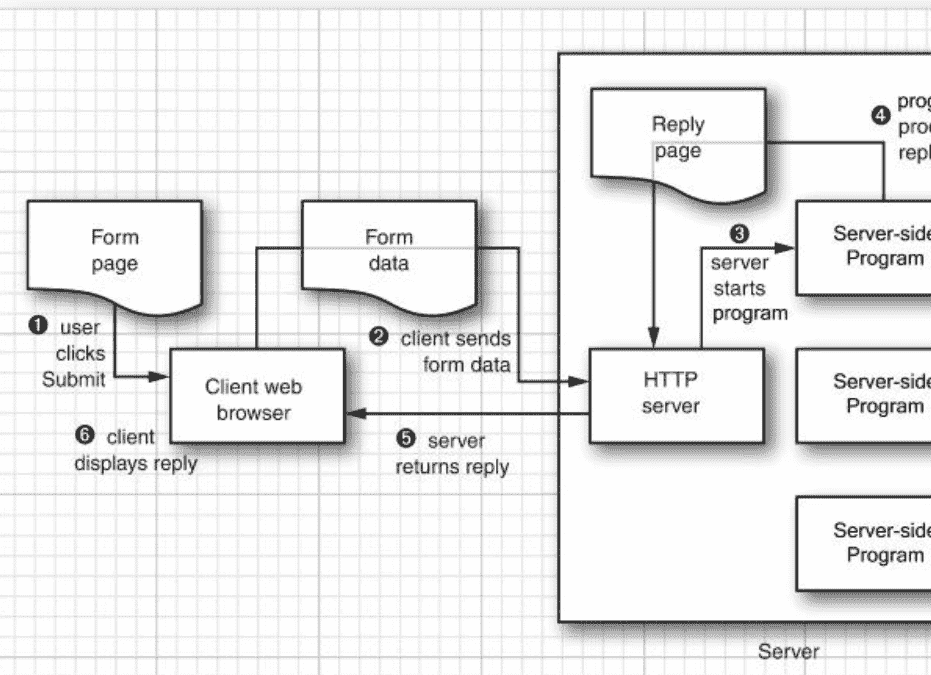 Form
page
❶ user
clicks
Submit
Client web
browser
❻ client
displays reply
Form
data
❷ client sends
form data
❺ server
returns reply
Reply
page
❸
server
starts
program
HTTP
server
❹
Server-side
Program
Server-side
Program
Server-side
Program
Server